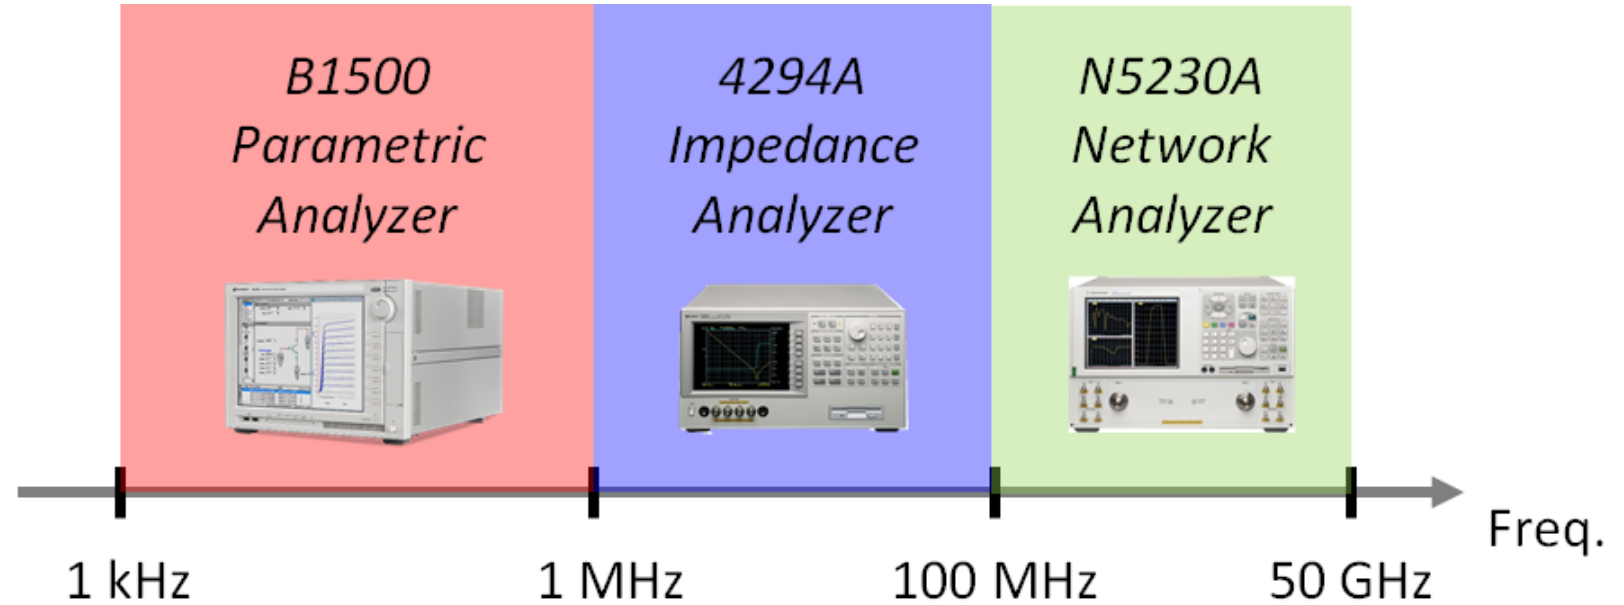 B1500
Parametric
Analyzer
4294A
Impedance
Analyzer
N5230A
Network
Analyzer
Freq.
1 kHz
1 MHz
100 MHz
50 GHz